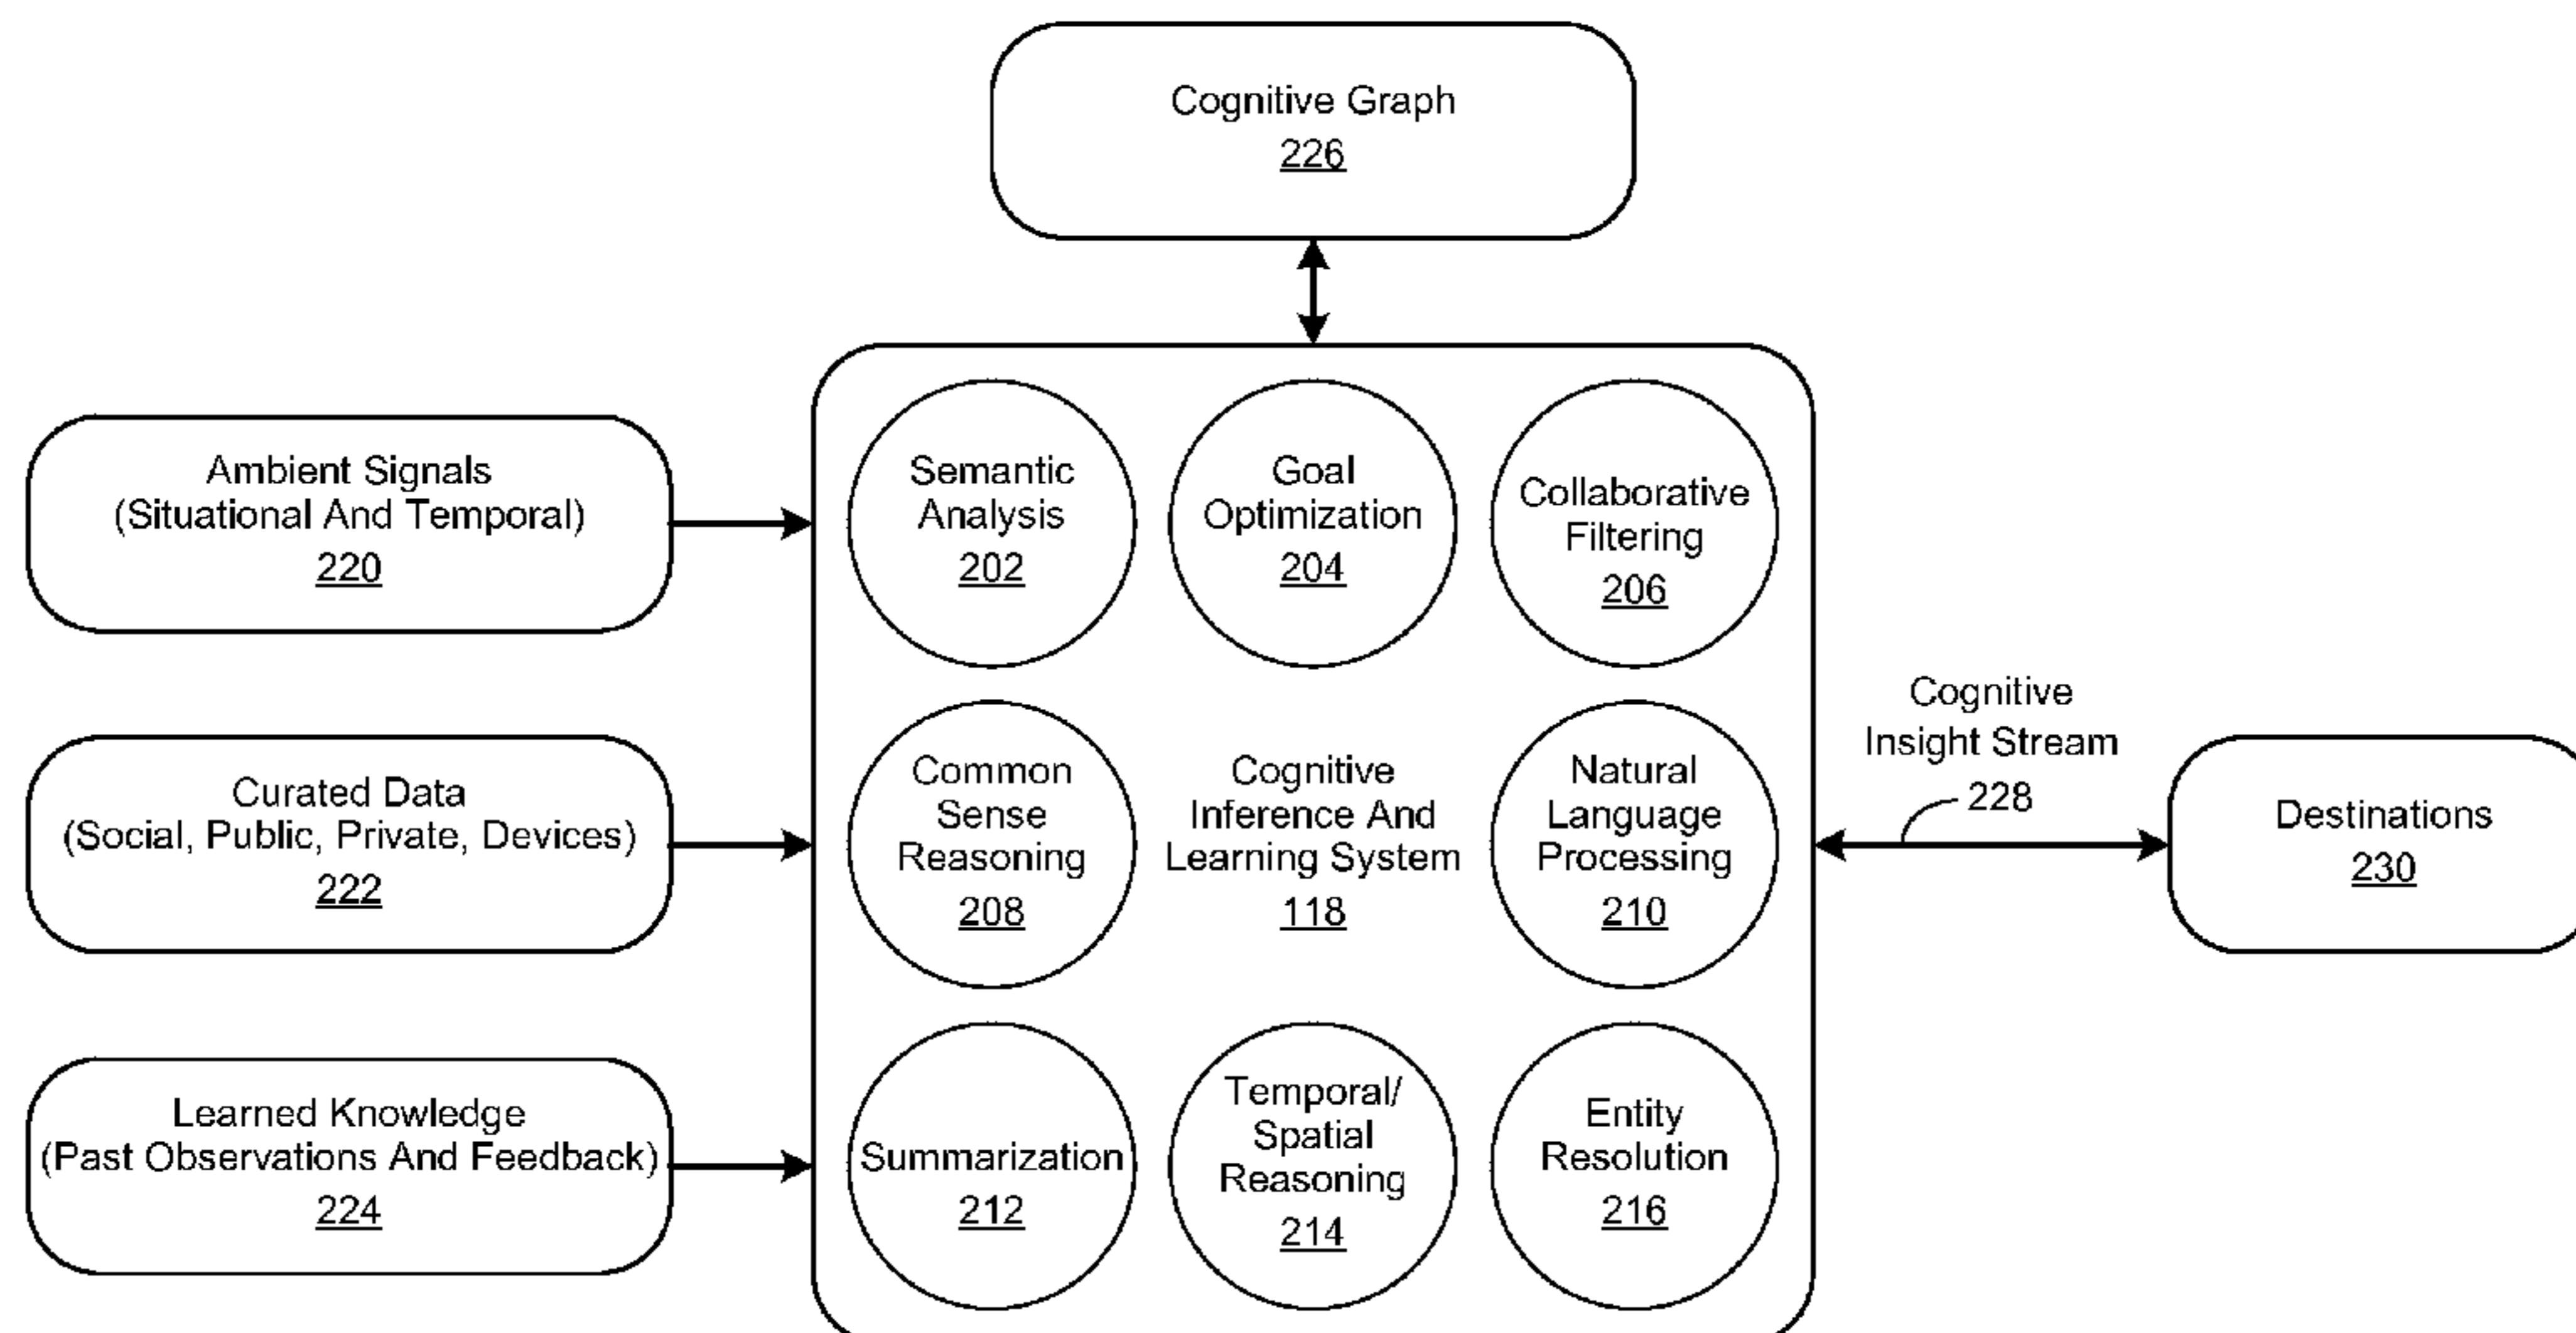 Cognitive Graph
226
Ambient Signals
(Situational And Temporal)
220
Curated Data
(Social, Public, Private, Devices)
222
Learned Knowledge
(Past Observations And Feedback)
224
Semantic
Analysis
202
Goal
Optimization
204
Collaborative
Filtering
206
Common
Sense
Reasoning
208
Cognitive
Inference And
Learning System
118
Natural
Language
Processing
210
Summarization
212
Temporal/
Spatial
Reasoning
214
Entity
Resolution
216
Cognitive
Insight Stream
228
Destinations
230